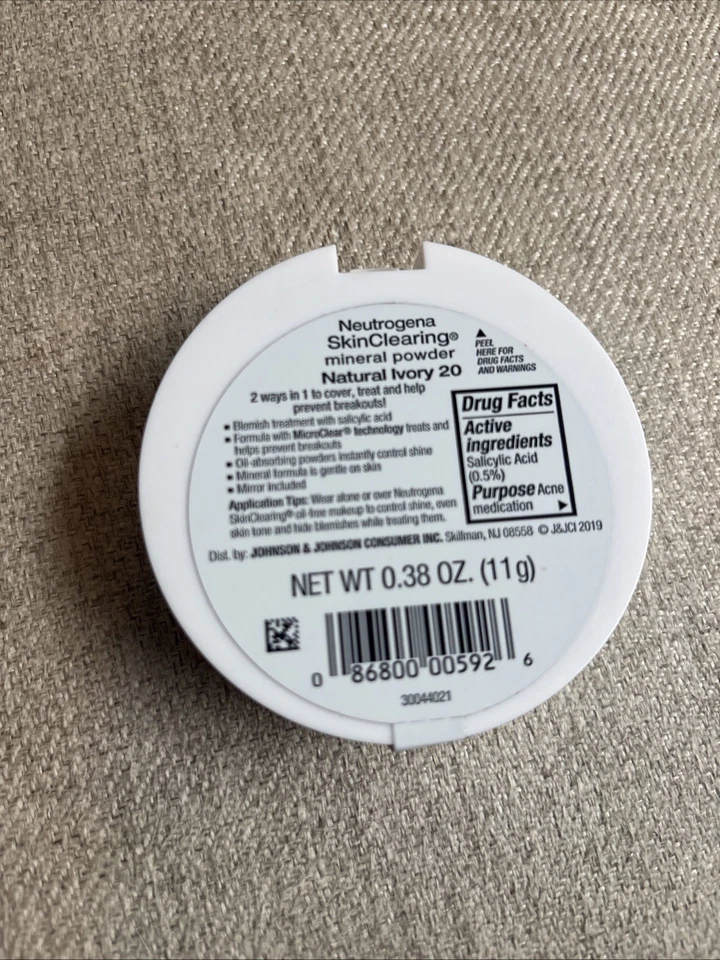 Neutrogena
SkinClearing®
mineral powder
Natural Ivory 20
▲
PEEL
HERE FOR
DRUG FACTS
AND WARNINGS
2 ways in 1 to cover, treat and help
prevent breakouts!
▪ Blemish treatment with salicylic acid
▪ Formula with MicroClear® technology treats and
helps prevent breakouts
▪ Oil-absorbing powders instantly control shine
▪ Mineral formula is gentle on skin
▪ Mirror included
Application Tips: Wear alone or over Neutrogena
SkinClearing® oil-free makeup to control shine, even
skin tone and hide blemishes while treating them.
Drug Facts
Active
ingredients
Salicylic Acid
(0.5%)
Purpose Acne
medication ▶
Dist. by: JOHNSON & JOHNSON CONSUMER INC. Skillman, NJ 08558 © J&JCI 2019
NET WT 0.38 OZ. (11g)
0 86800 00592 6
30044021